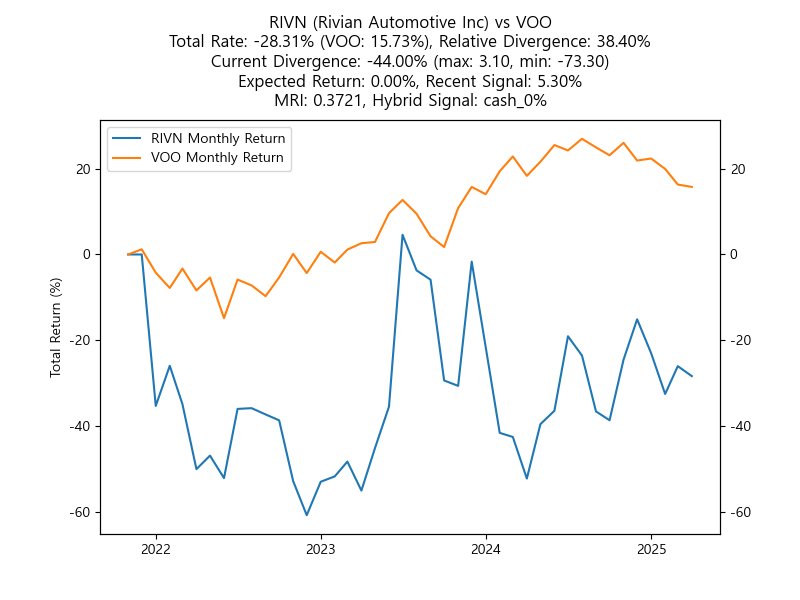 RIVN (Rivian Automotive Inc) vs VOO
Total Rate: -28.31% (VOO: 15.73%), Relative Divergence: 38.40%
Current Divergence: -44.00% (max: 3.10, min: -73.30)
Expected Return: 0.00%, Recent Signal: 5.30%
MRI: 0.3721, Hybrid Signal: cash_0%
RIVN Monthly Return
VOO Monthly Return
Total Return (%)
20
0
-20
-40
-60
20
0
-20
-40
-60
2022
2023
2024
2025